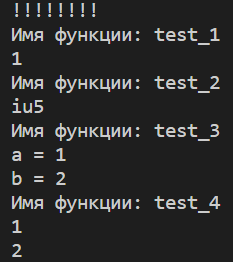 !!!!!!!!
Имя функции: test_1
1
Имя функции: test_2
iu5
Имя функции: test_3
a = 1
b = 2
Имя функции: test_4
1
2